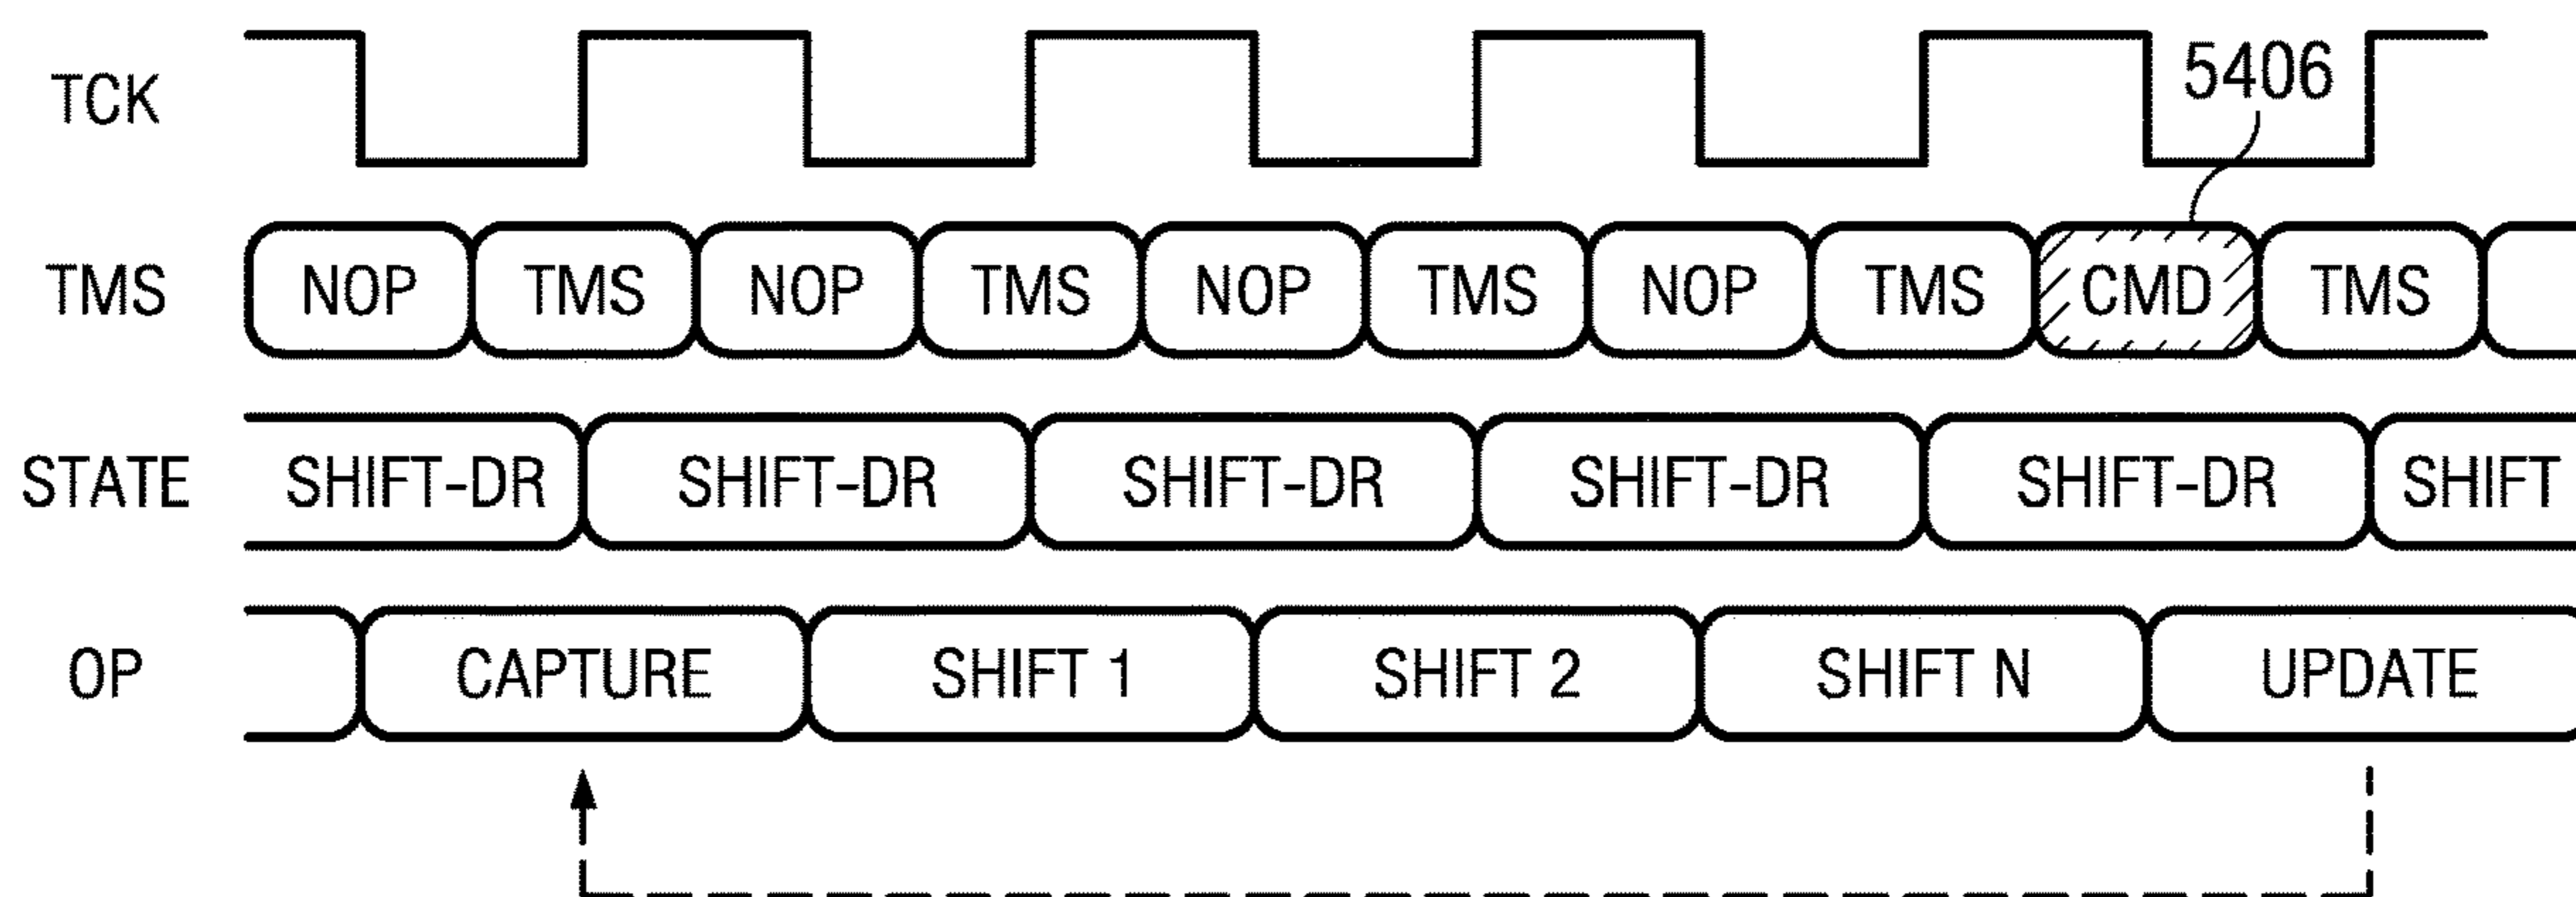 TCK 5406
TMS NOP TMS NOP TMS NOP TMS NOP TMS CMD TMS
STATE SHIFT-DR SHIFT-DR SHIFT-DR SHIFT-DR SHIFT-DR SHIFT
OP CAPTURE SHIFT 1 SHIFT 2 SHIFT N UPDATE